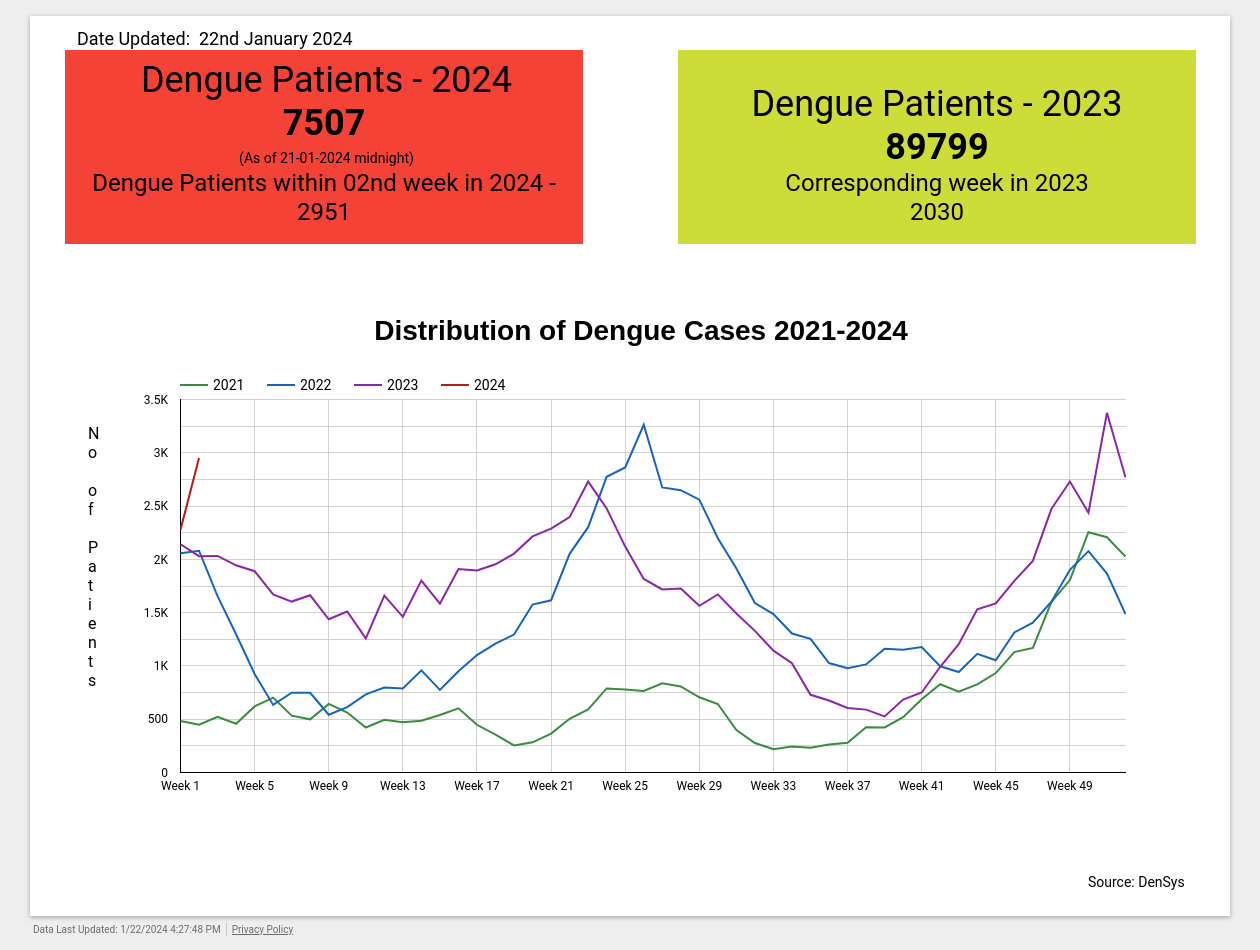 Date Updated:  22nd January 2024
Dengue Patients - 2024
7507
(As of 21-01-2024 midnight)
Dengue Patients within 02nd week in 2024 -
2951
Dengue Patients - 2023
89799
Corresponding week in 2023
2030
Distribution of Dengue Cases 2021-2024
2021 2022 2023 2024
No of Patients
3.5K
3K
2.5K
2K
1.5K
1K
500
0
Week 1 Week 5 Week 9 Week 13 Week 17 Week 21 Week 25 Week 29 Week 33 Week 37 Week 41 Week 45 Week 49
Source: DenSys
Data Last Updated: 1/22/2024 4:27:48 PM Privacy Policy